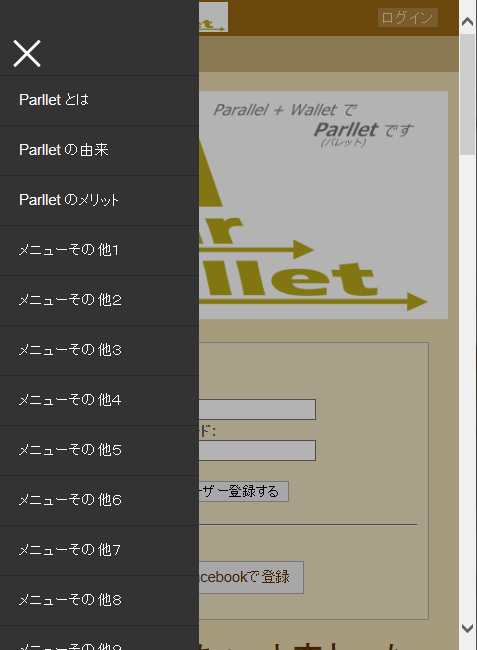 ログイン
Parllet とは
Parllet の由来
Parllet のメリット
メニューその他1
メニューその他2
メニューその他3
メニューその他4
メニューその他5
メニューその他6
メニューその他7
メニューその他8
Parallel + Wallet で
Parllet です
(パレット)
llet
ド:
ーザー登録する
cebookで登録